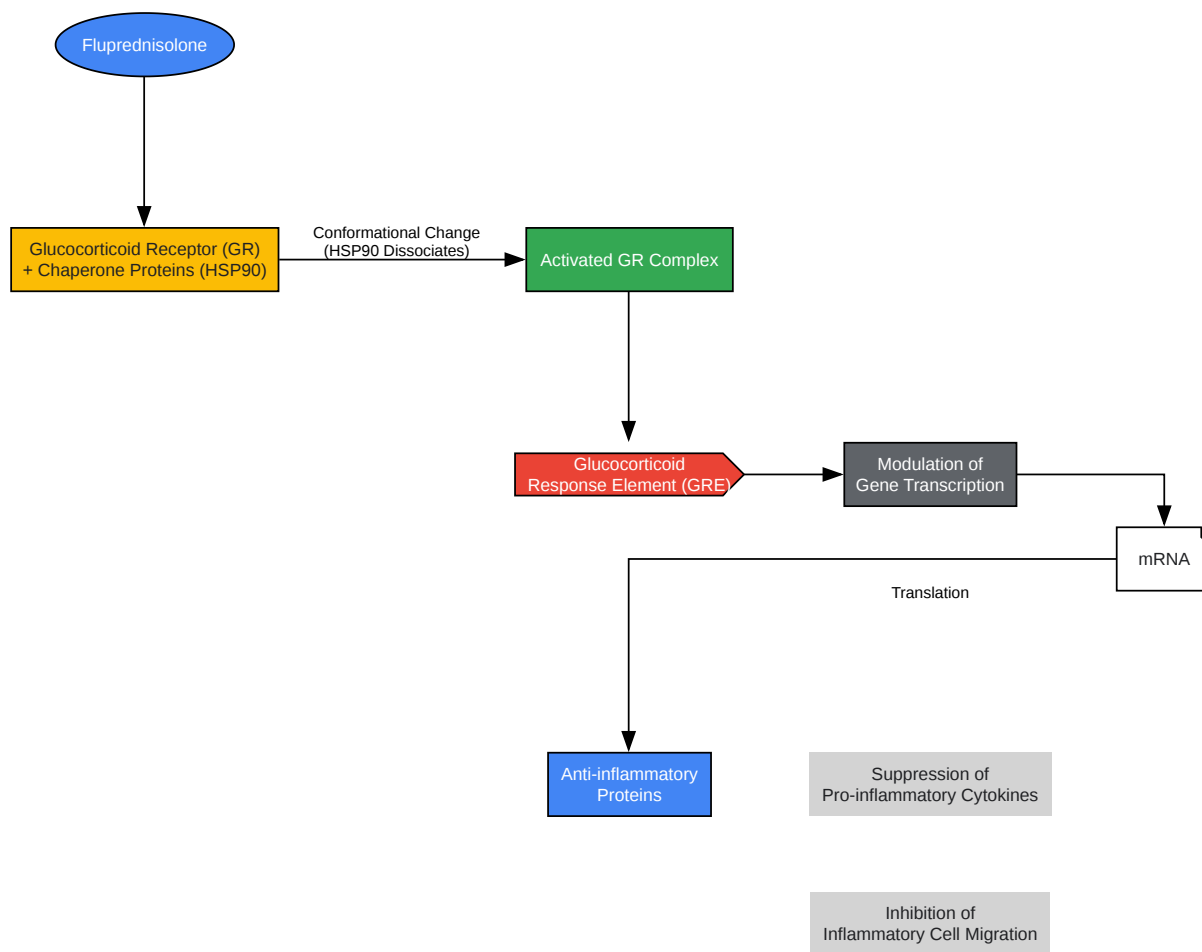 Fluprednisolone
Glucocorticoid Receptor (GR)
+ Chaperone Proteins (HSP90)
Conformational Change
(HSP90 Dissociates)
Activated GR Complex
Glucocorticoid
Response Element (GRE)
Modulation of
Gene Transcription
mRNA
Translation
Anti-inflammatory
Proteins
Suppression of
Pro-inflammatory Cytokines
Inhibition of
Inflammatory Cell Migration